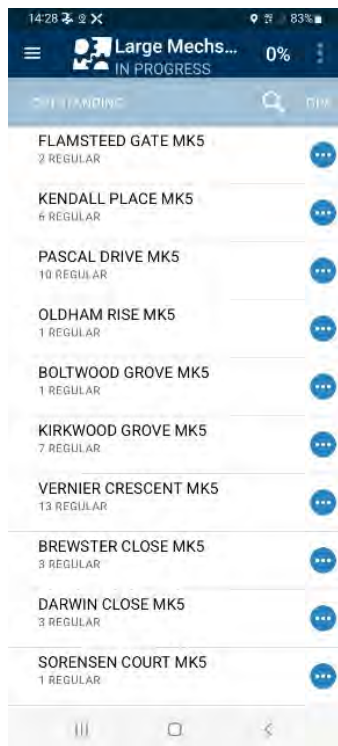 14:28 83%
Large Mechs... 0%
IN PROGRESS
OUTSTANDING
FLAMSTEED GATE MK5
2 REGULAR
KENDALL PLACE MK5
6 REGULAR
PASCAL DRIVE MK5
10 REGULAR
OLDHAM RISE MK5
1 REGULAR
BOLTWOOD GROVE MK5
1 REGULAR
KIRKWOOD GROVE MK5
7 REGULAR
VERNIER CRESCENT MK5
13 REGULAR
BREWSTER CLOSE MK5
3 REGULAR
DARWIN CLOSE MK5
3 REGULAR
SORENSEN COURT MK5
1 REGULAR